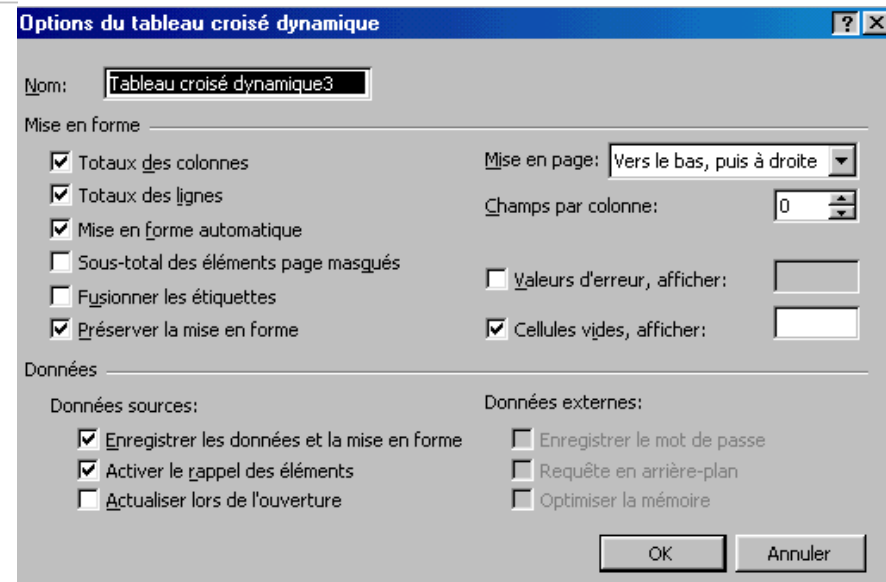 Options du tableau croisé dynamique
Nom: Tableau croisé dynamique3
Mise en forme
Totaux des colonnes
Totaux des lignes
Mise en forme automatique
Sous-total des éléments page masqués
Fusionner les étiquettes
Préserver la mise en forme
Mise en page: Vers le bas, puis à droite
Champs par colonne: 0
Valeurs d'erreur, afficher:
Cellules vides, afficher:
Données
Données sources:
Enregistrer les données et la mise en forme
Activer le rappel des éléments
Actualiser lors de l'ouverture
Données externes:
Enregistrer le mot de passe
Requête en arrière-plan
Optimiser la mémoire
OK Annuler